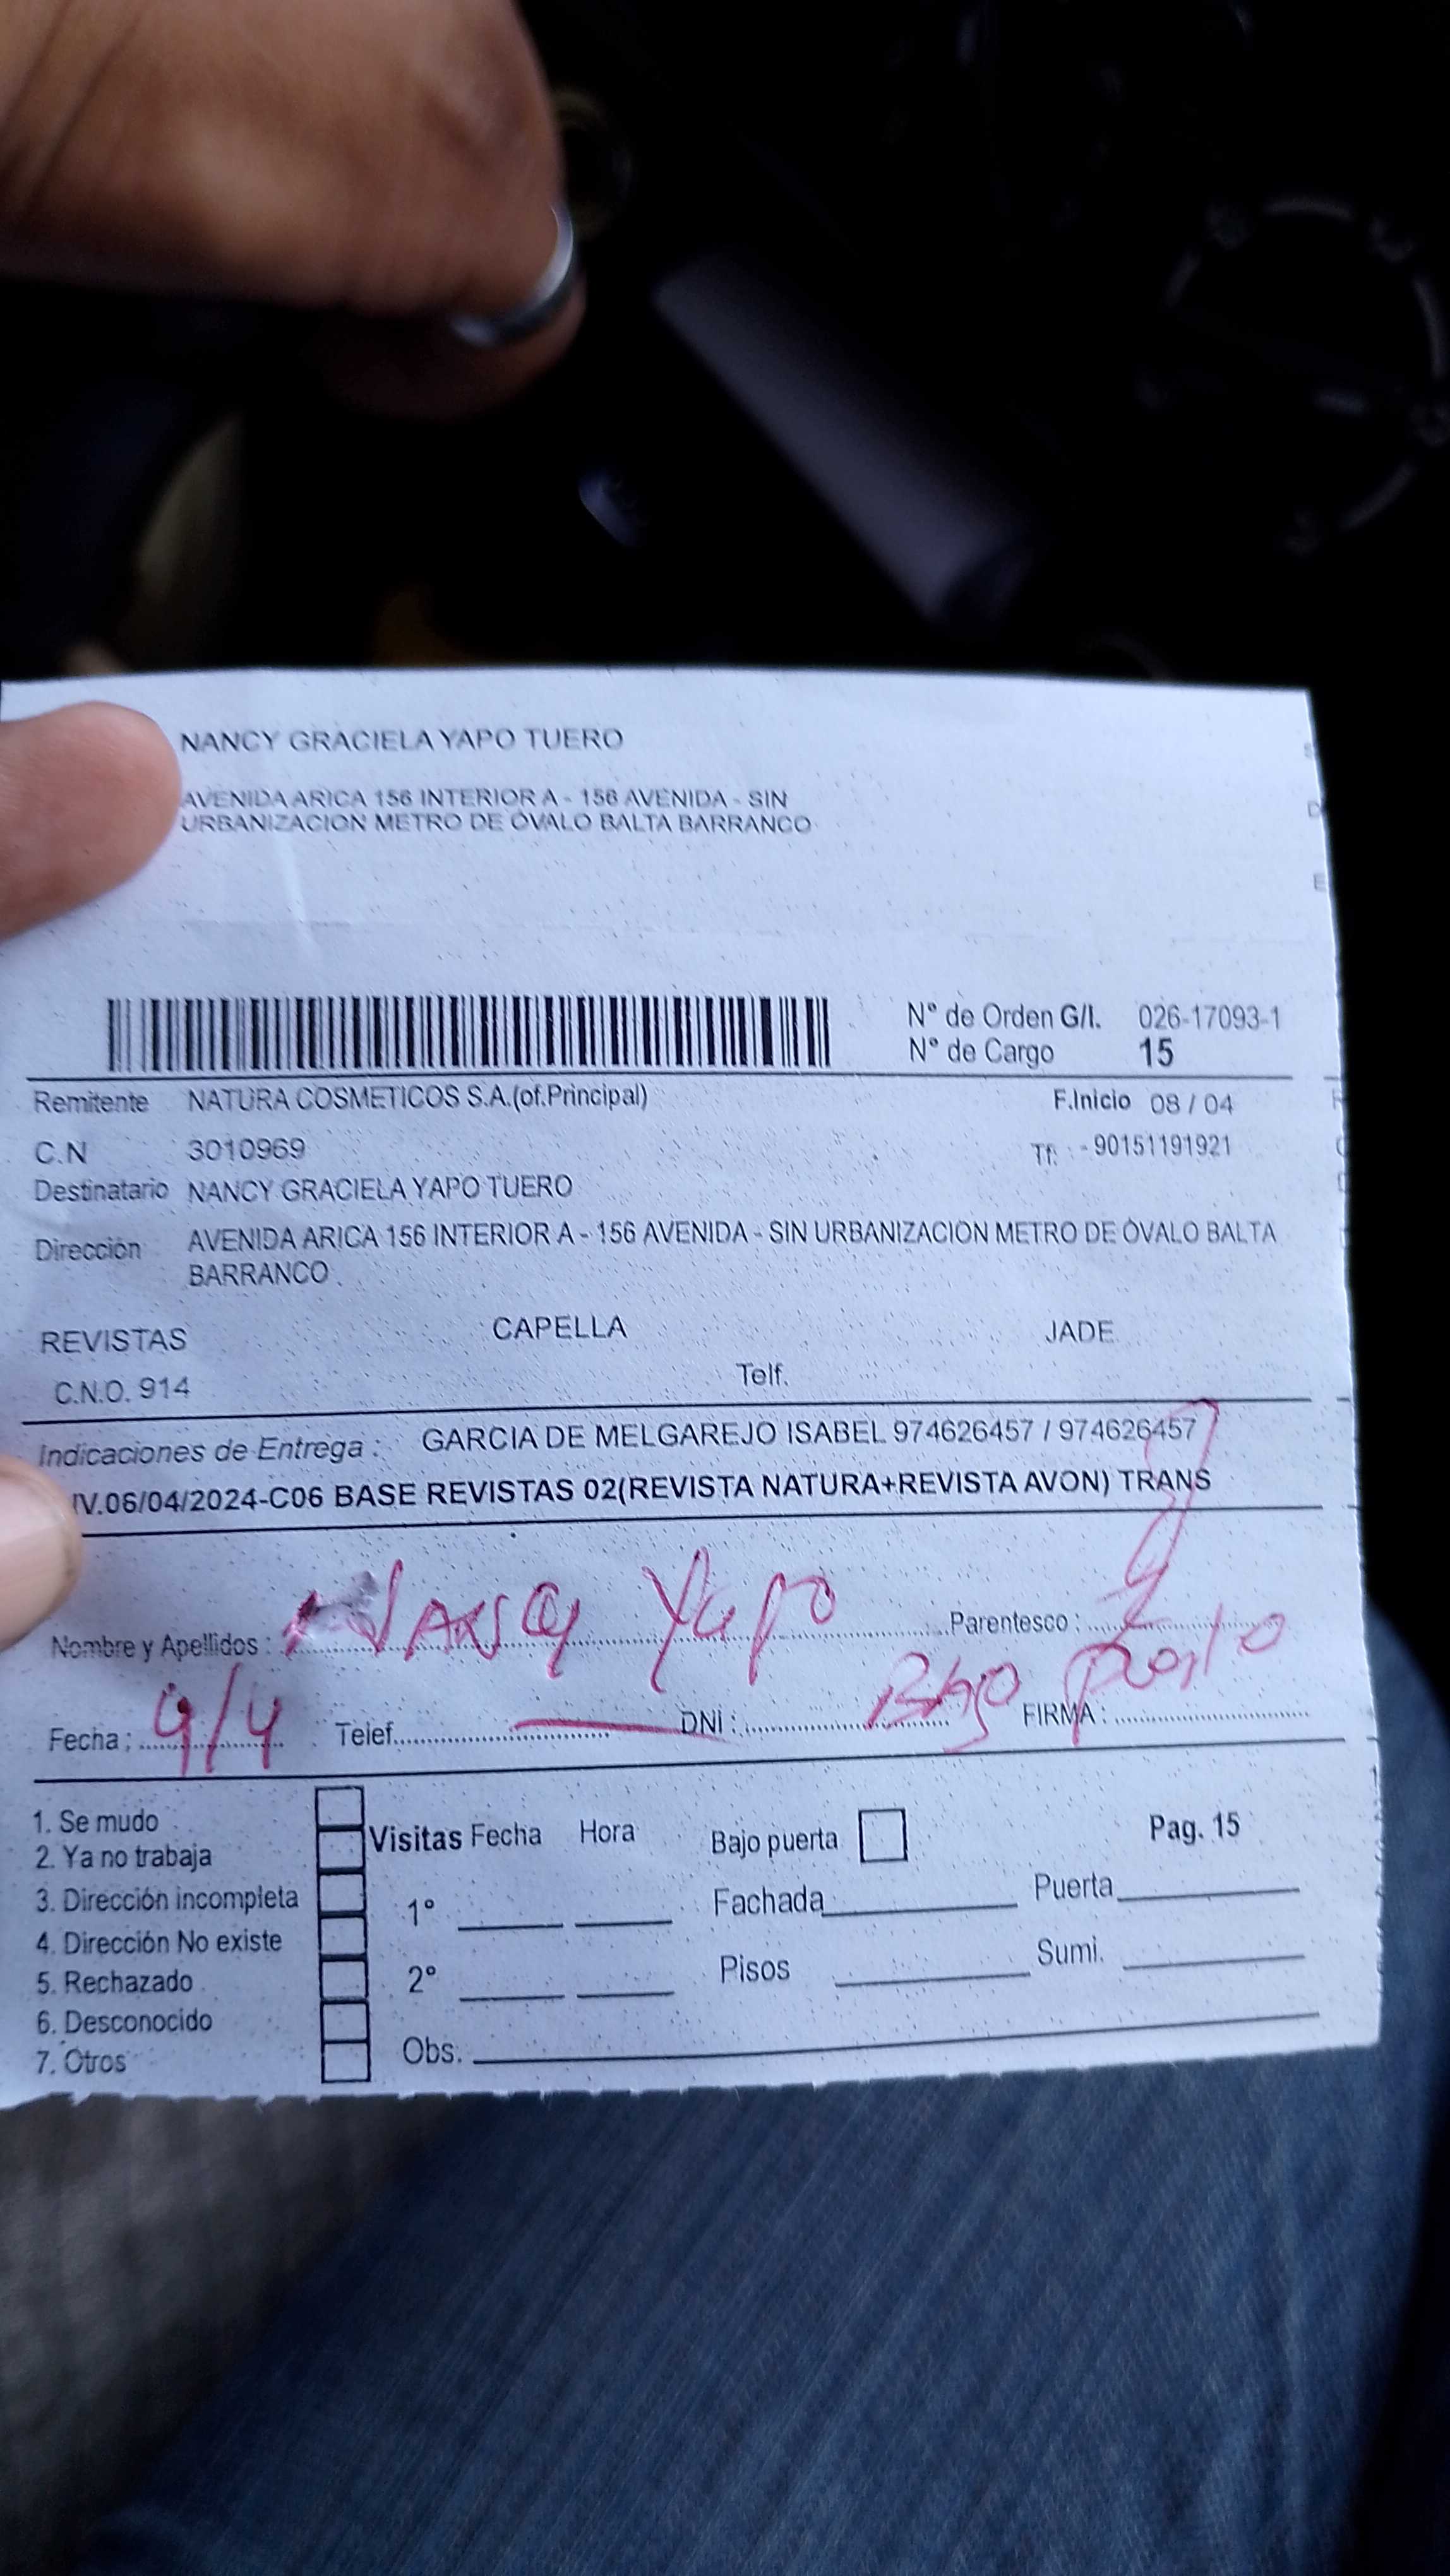 NANCY GRACIELA YAPO TUERO
AVENIDA ARICA 156 INTERIOR A - 156 AVENIDA - SIN
URBANIZACION METRO DE ÓVALO BALTA BARRANCO
N° de Orden G/I. 026-17093-1
N° de Cargo 15
Remitente NATURA COSMETICOS S.A.(of.Principal) F.Inicio 08 / 04
C.N 3010969 Tf: - 90151191921
Destinatario NANCY GRACIELA YAPO TUERO
Dirección AVENIDA ARICA 156 INTERIOR A - 156 AVENIDA - SIN URBANIZACION METRO DE ÓVALO BALTA
BARRANCO
REVISTAS CAPELLA JADE
C.N.O. 914 Telf.
Indicaciones de Entrega : GARCIA DE MELGAREJO ISABEL 974626457 / 974626457
IV.06/04/2024-C06 BASE REVISTAS 02(REVISTA NATURA+REVISTA AVON) TRANS
Nombre y Apellidos : Nancy Yapo Parentesco :
Fecha : 9/4 Telef. DNI : Bajo FIRMA :
1. Se mudo
2. Ya no trabaja
3. Dirección incompleta
4. Dirección No existe
5. Rechazado
6. Desconocido
7. Otros
Visitas Fecha Hora Bajo puerta Pag. 15
1° Fachada Puerta
2° Pisos Sumi.
Obs.